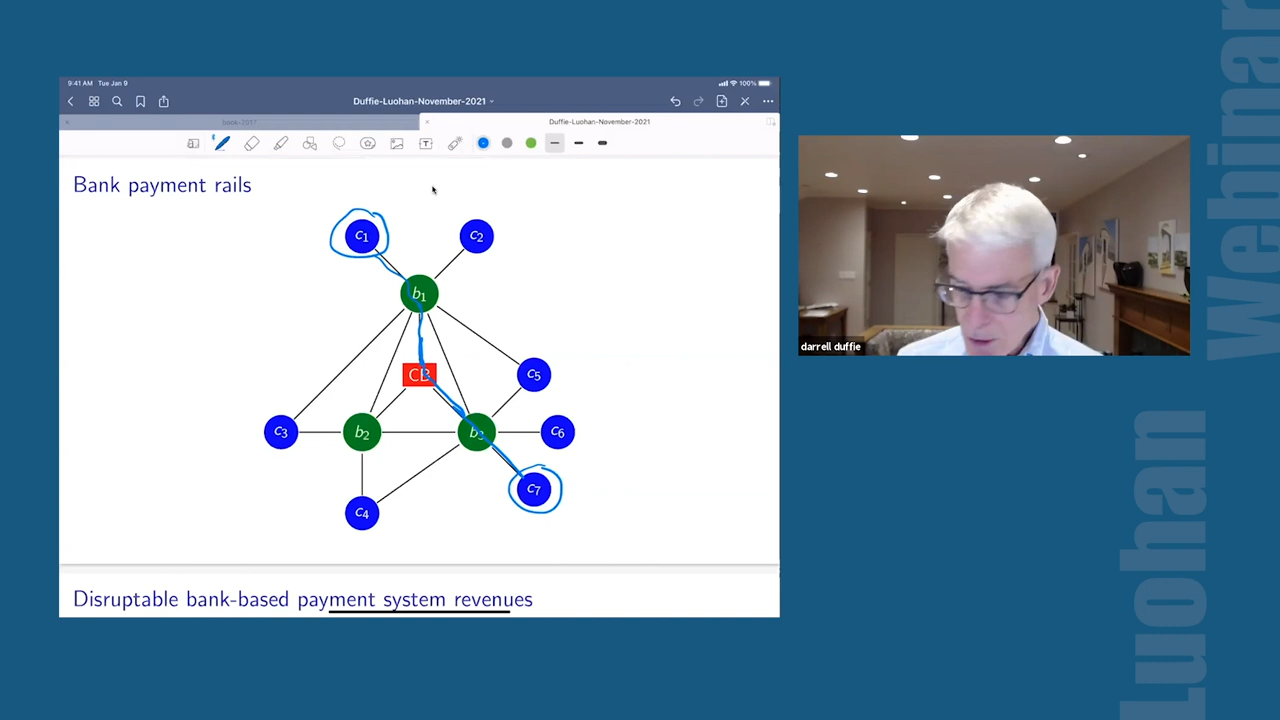 9:41 AM Tue Jan 9
100%
Duffie-Luohan-November-2021
book-2017
Duffie-Luohan-November-2021
T
Bank payment rails
c1
c2
b1
CB
c5
c3
b2
b3
c6
c7
c4
Disruptable bank-based payment system revenues
darrell duffie
Webinar
Luohan